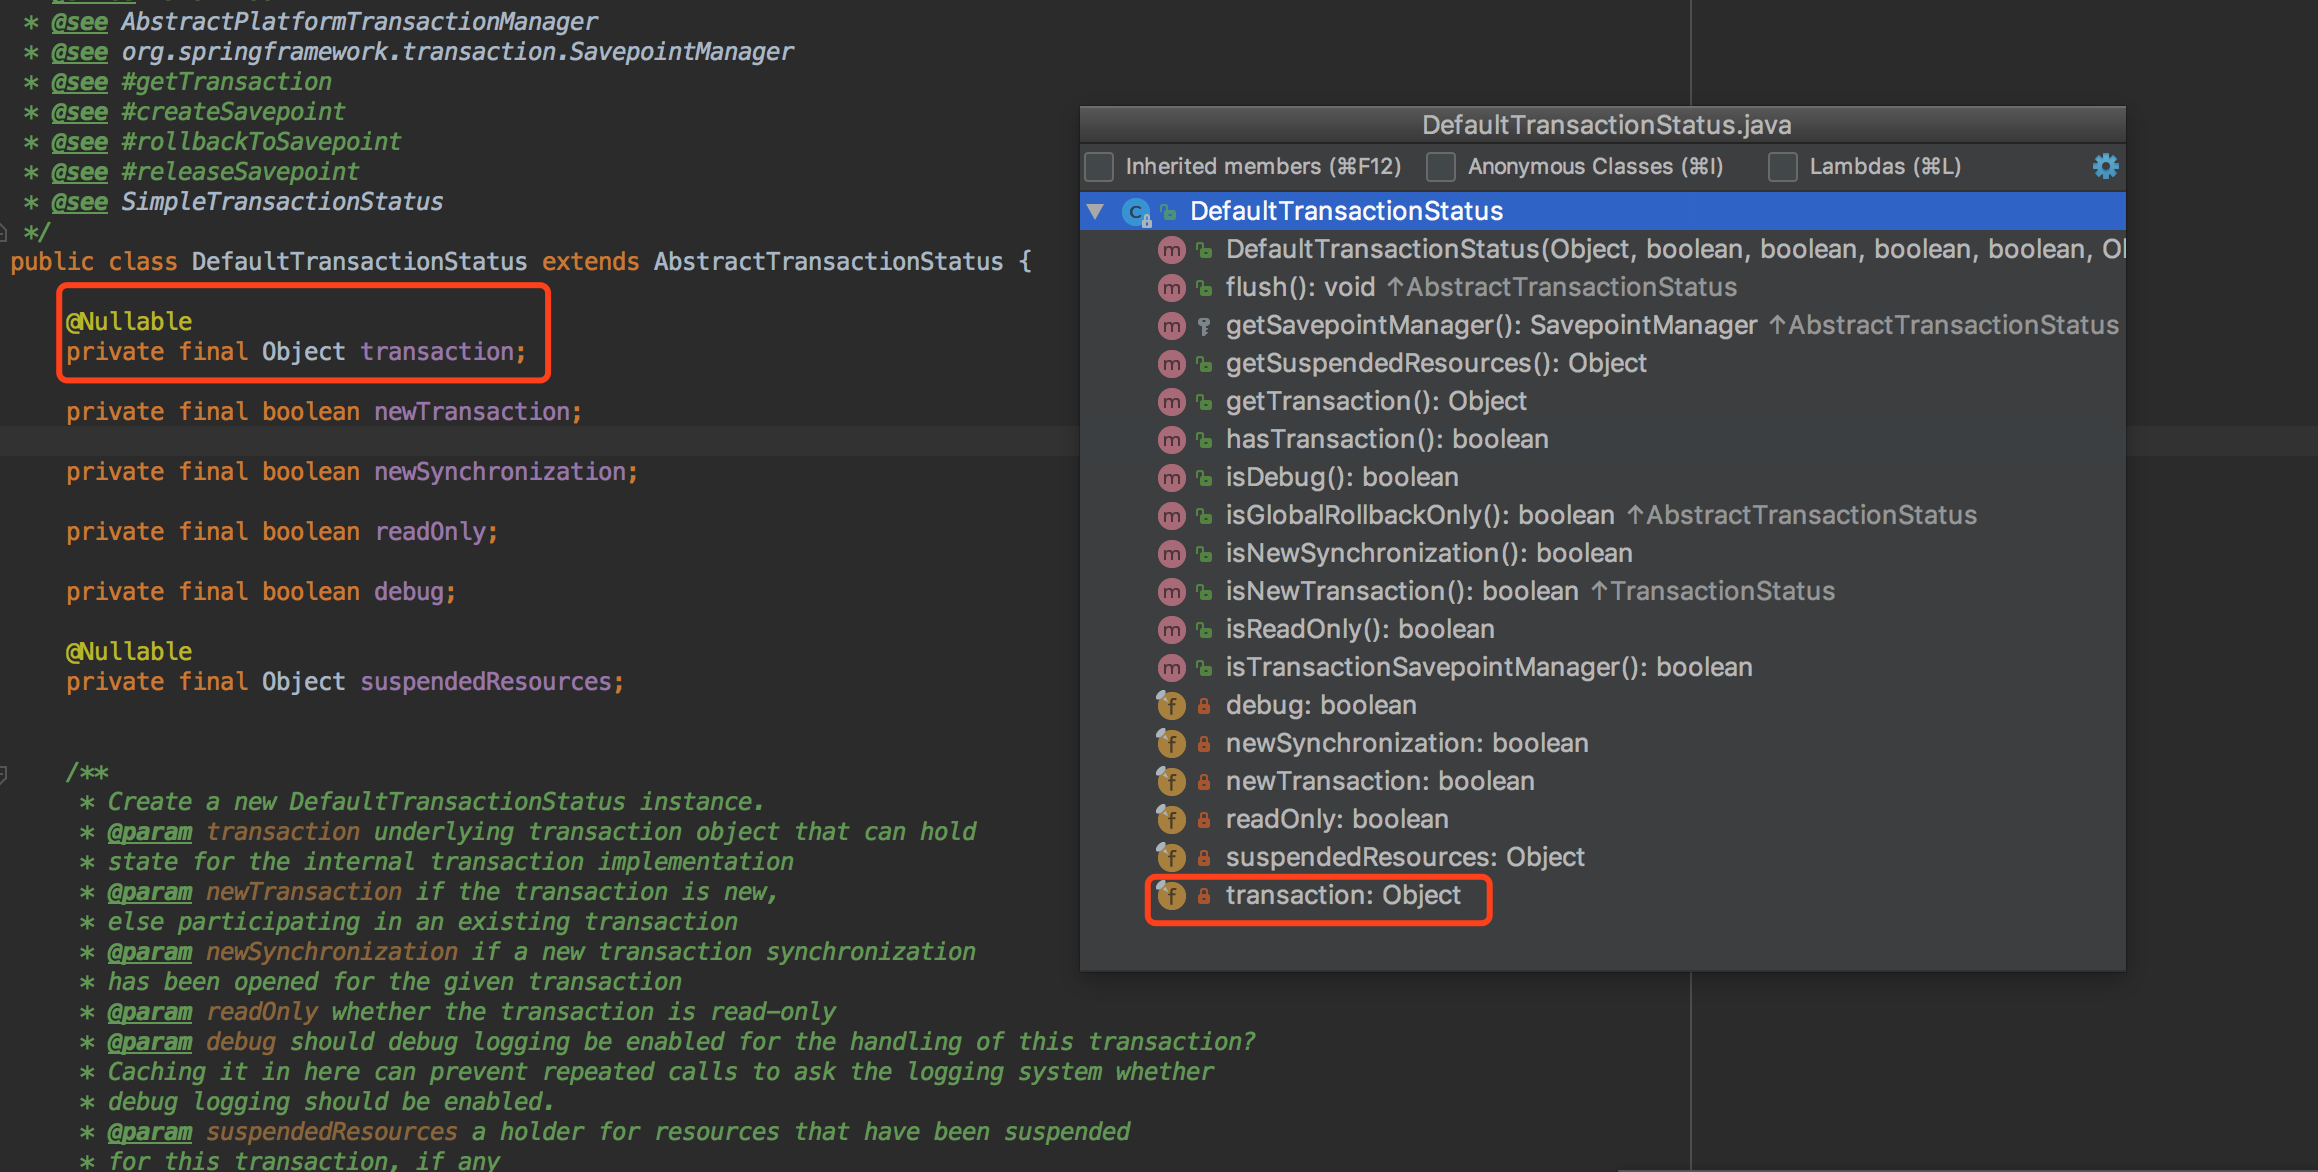 * @see AbstractPlatformTransactionManager
* @see org.springframework.transaction.SavepointManager
* @see #getTransaction
* @see #createSavepoint
* @see #rollbackToSavepoint
* @see #releaseSavepoint
* @see SimpleTransactionStatus
*/
public class DefaultTransactionStatus extends AbstractTransactionStatus {
@Nullable
private final Object transaction;
private final boolean newTransaction;
private final boolean newSynchronization;
private final boolean readOnly;
private final boolean debug;
@Nullable
private final Object suspendedResources;
/**
* Create a new DefaultTransactionStatus instance.
* @param transaction underlying transaction object that can hold
* state for the internal transaction implementation
* @param newTransaction if the transaction is new,
* else participating in an existing transaction
* @param newSynchronization if a new transaction synchronization
* has been opened for the given transaction
* @param readOnly whether the transaction is read-only
* @param debug should debug logging be enabled for the handling of this transaction?
* Caching it in here can prevent repeated calls to ask the logging system whether
* debug logging should be enabled.
* @param suspendedResources a holder for resources that have been suspended
* for this transaction, if any
DefaultTransactionStatus.java
Inherited members (⌘F12) Anonymous Classes (⌘I) Lambdas (⌘L)
DefaultTransactionStatus
DefaultTransactionStatus(Object, boolean, boolean, boolean, boolean, Ol
flush(): void ↑AbstractTransactionStatus
getSavepointManager(): SavepointManager ↑AbstractTransactionStatus
getSuspendedResources(): Object
getTransaction(): Object
hasTransaction(): boolean
isDebug(): boolean
isGlobalRollbackOnly(): boolean ↑AbstractTransactionStatus
isNewSynchronization(): boolean
isNewTransaction(): boolean ↑TransactionStatus
isReadOnly(): boolean
isTransactionSavepointManager(): boolean
debug: boolean
newSynchronization: boolean
newTransaction: boolean
readOnly: boolean
suspendedResources: Object
transaction: Object